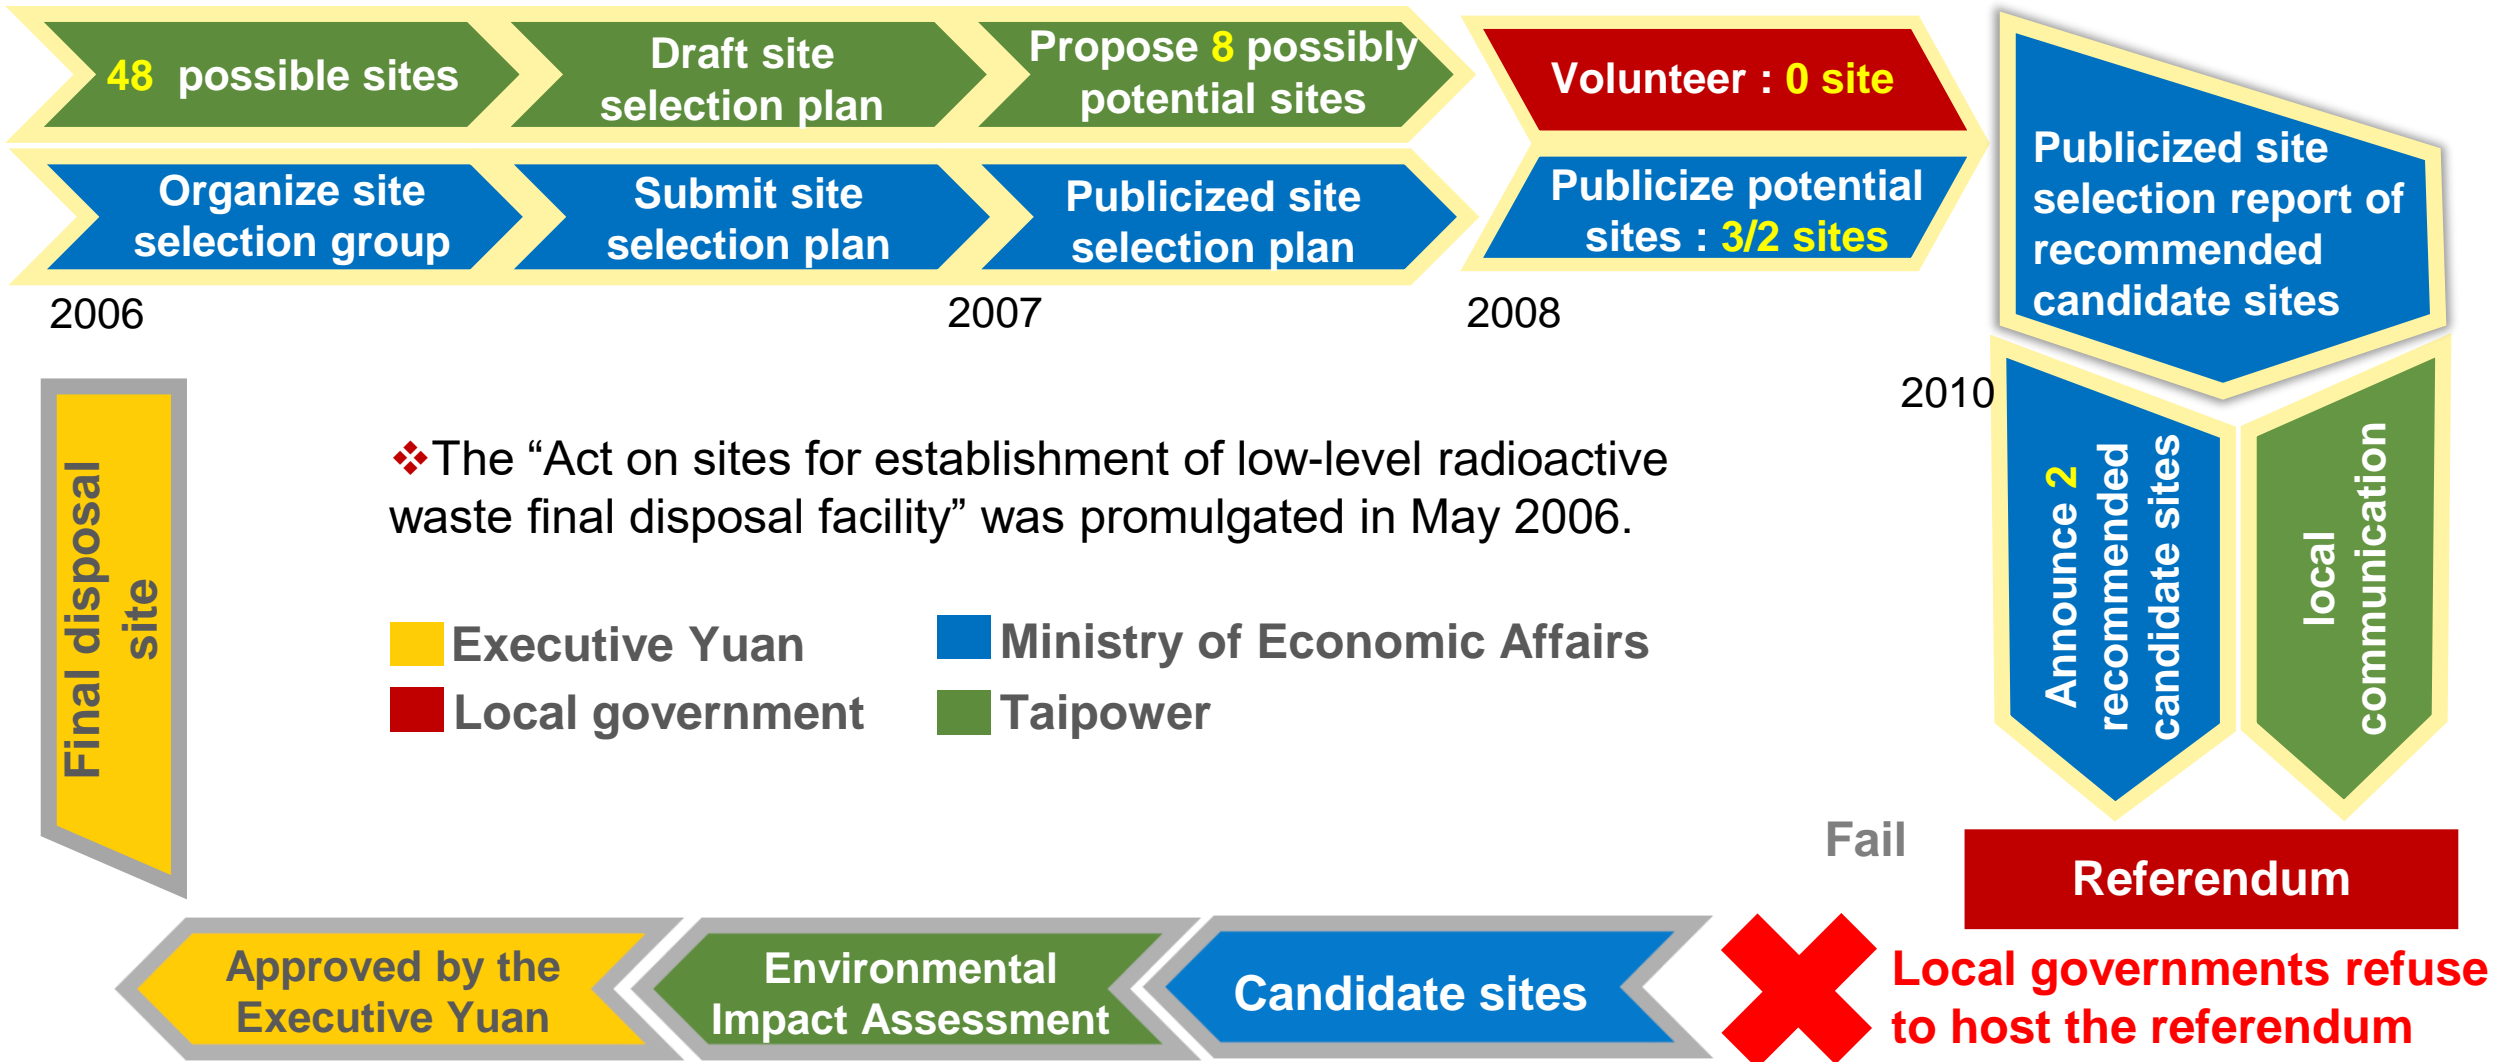 48 possible sites
Draft site
selection plan
Propose 8 possibly
potential sites
Volunteer : 0 site
Organize site
selection group
Submit site
selection plan
Publicized site
selection plan
Publicize potential
sites : 3/2 sites
Publicized site
selection report of
recommended
candidate sites
2006
2007
2008
2010
Announce 2
recommended
candidate sites
local
communication
❖The “Act on sites for establishment of low-level radioactive
waste final disposal facility” was promulgated in May 2006.
Executive Yuan
Ministry of Economic Affairs
Local government
Taipower
Fail
Referendum
Local governments refuse
to host the referendum
Candidate sites
Environmental
Impact Assessment
Approved by the
Executive Yuan
Final disposal
site